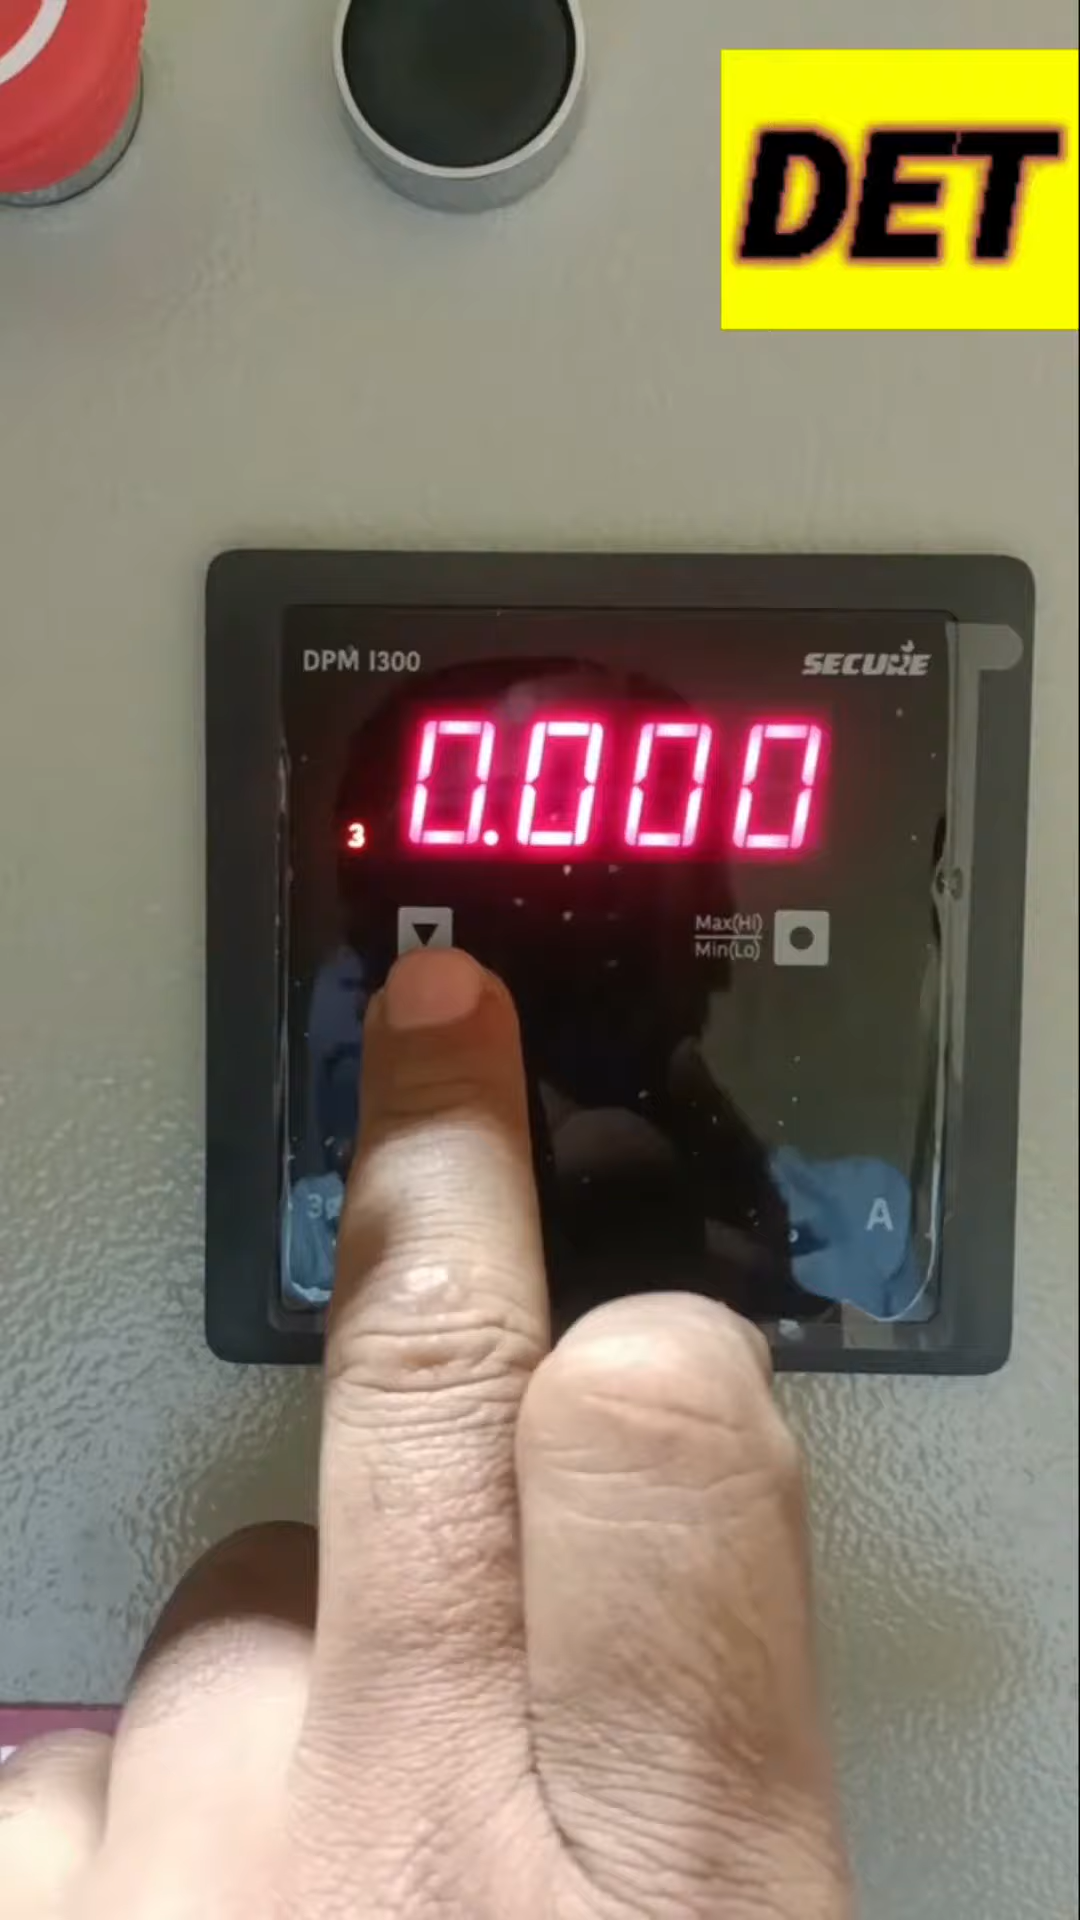 DET
DPM I300
SECURE
0.000
3
Max(Hi)
Min(Lo)
A